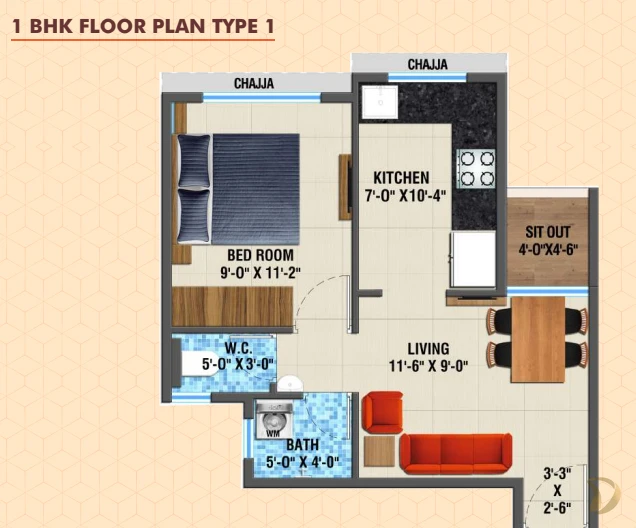 1 BHK FLOOR PLAN TYPE 1
CHAJJA
CHAJJA
KITCHEN
7'-0" X10'-4"
SIT OUT
4'-0"X4'-6"
BED ROOM
9'-0" X 11'-2"
W.C.
5'-0" X3'-0"
LIVING
11'-6" X 9'-0"
WM
BATH
5'-0" X 4'-0"
3'-3"
X
2'-6"